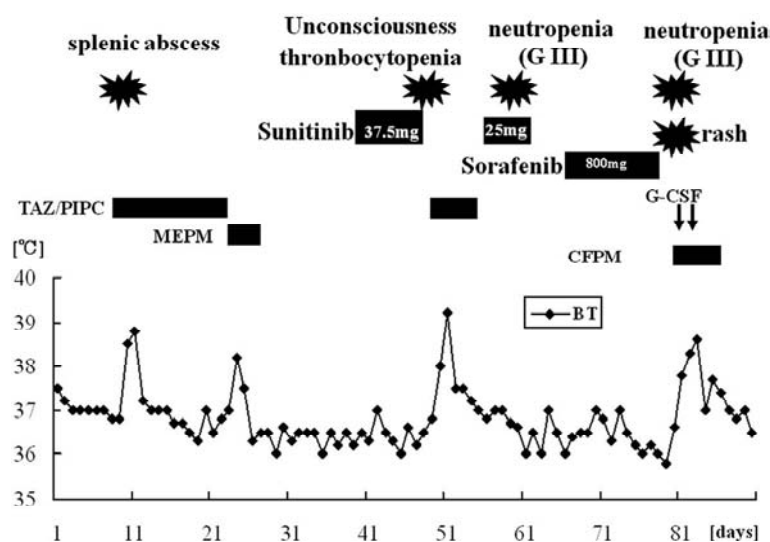 splenic abscess
Unconsciousness
thronbocytopenia
neutropenia
(G III)
neutropenia
(G III)
Sunitinib
37.5mg
25mg
rash
Sorafenib
800mg
TAZ/PIPC
G-CSF
MEPM
CFPM
[℃]
40
39
38
37
36
35
BT
1 11 21 31 41 51 61 71 81 [days]